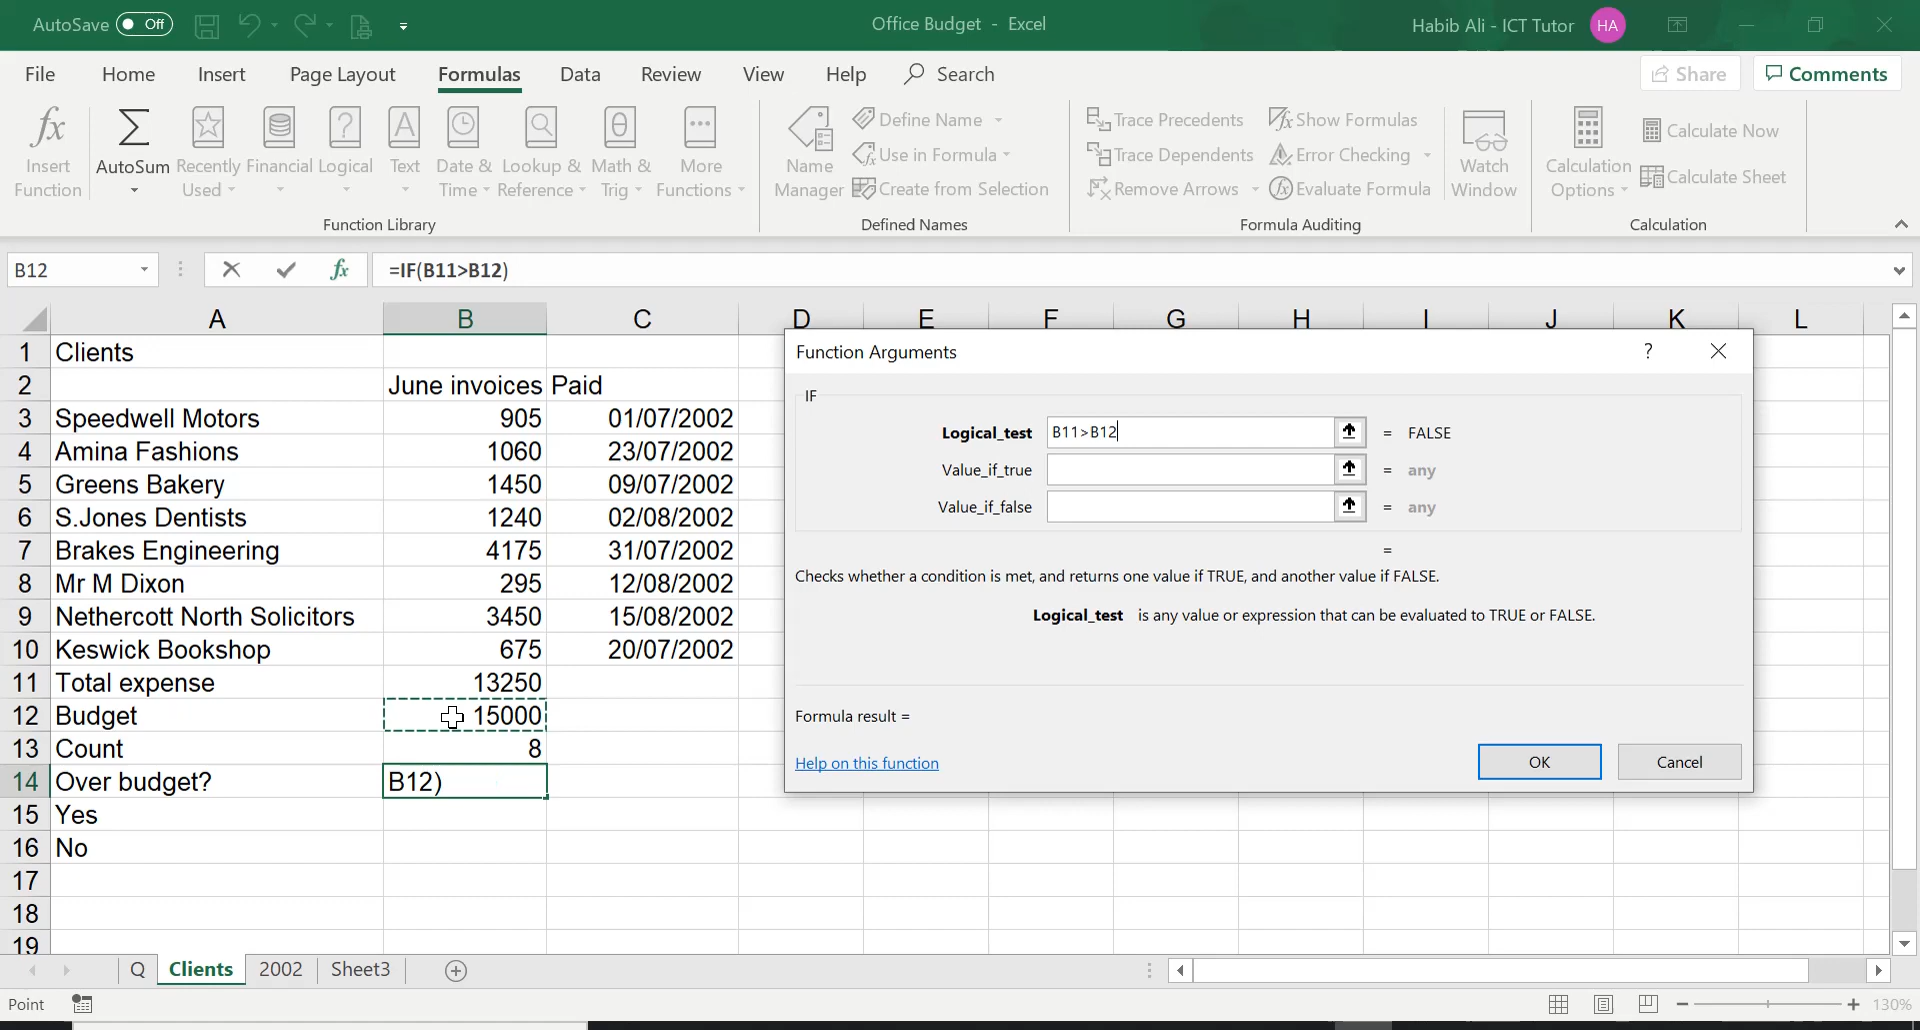 AutoSave Off
Office Budget - Excel
Habib Ali - ICT Tutor HA
File Home Insert Page Layout Formulas Data Review View Help Search Share Comments
Insert Function
AutoSum
Recently Used
Financial
Logical
Text
Date & Time
Lookup & Reference
Math & Trig
More Functions
Function Library
Name Manager
Define Name
Use in Formula
Create from Selection
Defined Names
Trace Precedents
Trace Dependents
Remove Arrows
Show Formulas
Error Checking
Evaluate Formula
Formula Auditing
Watch Window
Calculation Options
Calculate Now
Calculate Sheet
Calculation
B12 fx =IF(B11>B12)
A B C D E F G H I J K L
1 Clients
2 June invoices Paid
3 Speedwell Motors 905 01/07/2002
4 Amina Fashions 1060 23/07/2002
5 Greens Bakery 1450 09/07/2002
6 S.Jones Dentists 1240 02/08/2002
7 Brakes Engineering 4175 31/07/2002
8 Mr M Dixon 295 12/08/2002
9 Nethercott North Solicitors 3450 15/08/2002
10 Keswick Bookshop 675 20/07/2002
11 Total expense 13250
12 Budget 15000
13 Count 8
14 Over budget? B12)
15 Yes
16 No
17
18
19
Function Arguments ?
IF
Logical_test B11>B12 = FALSE
Value_if_true = any
Value_if_false = any
=
Checks whether a condition is met, and returns one value if TRUE, and another value if FALSE.
Logical_test is any value or expression that can be evaluated to TRUE or FALSE.
Formula result =
Help on this function
OK Cancel
Q Clients 2002 Sheet3
Point
130%